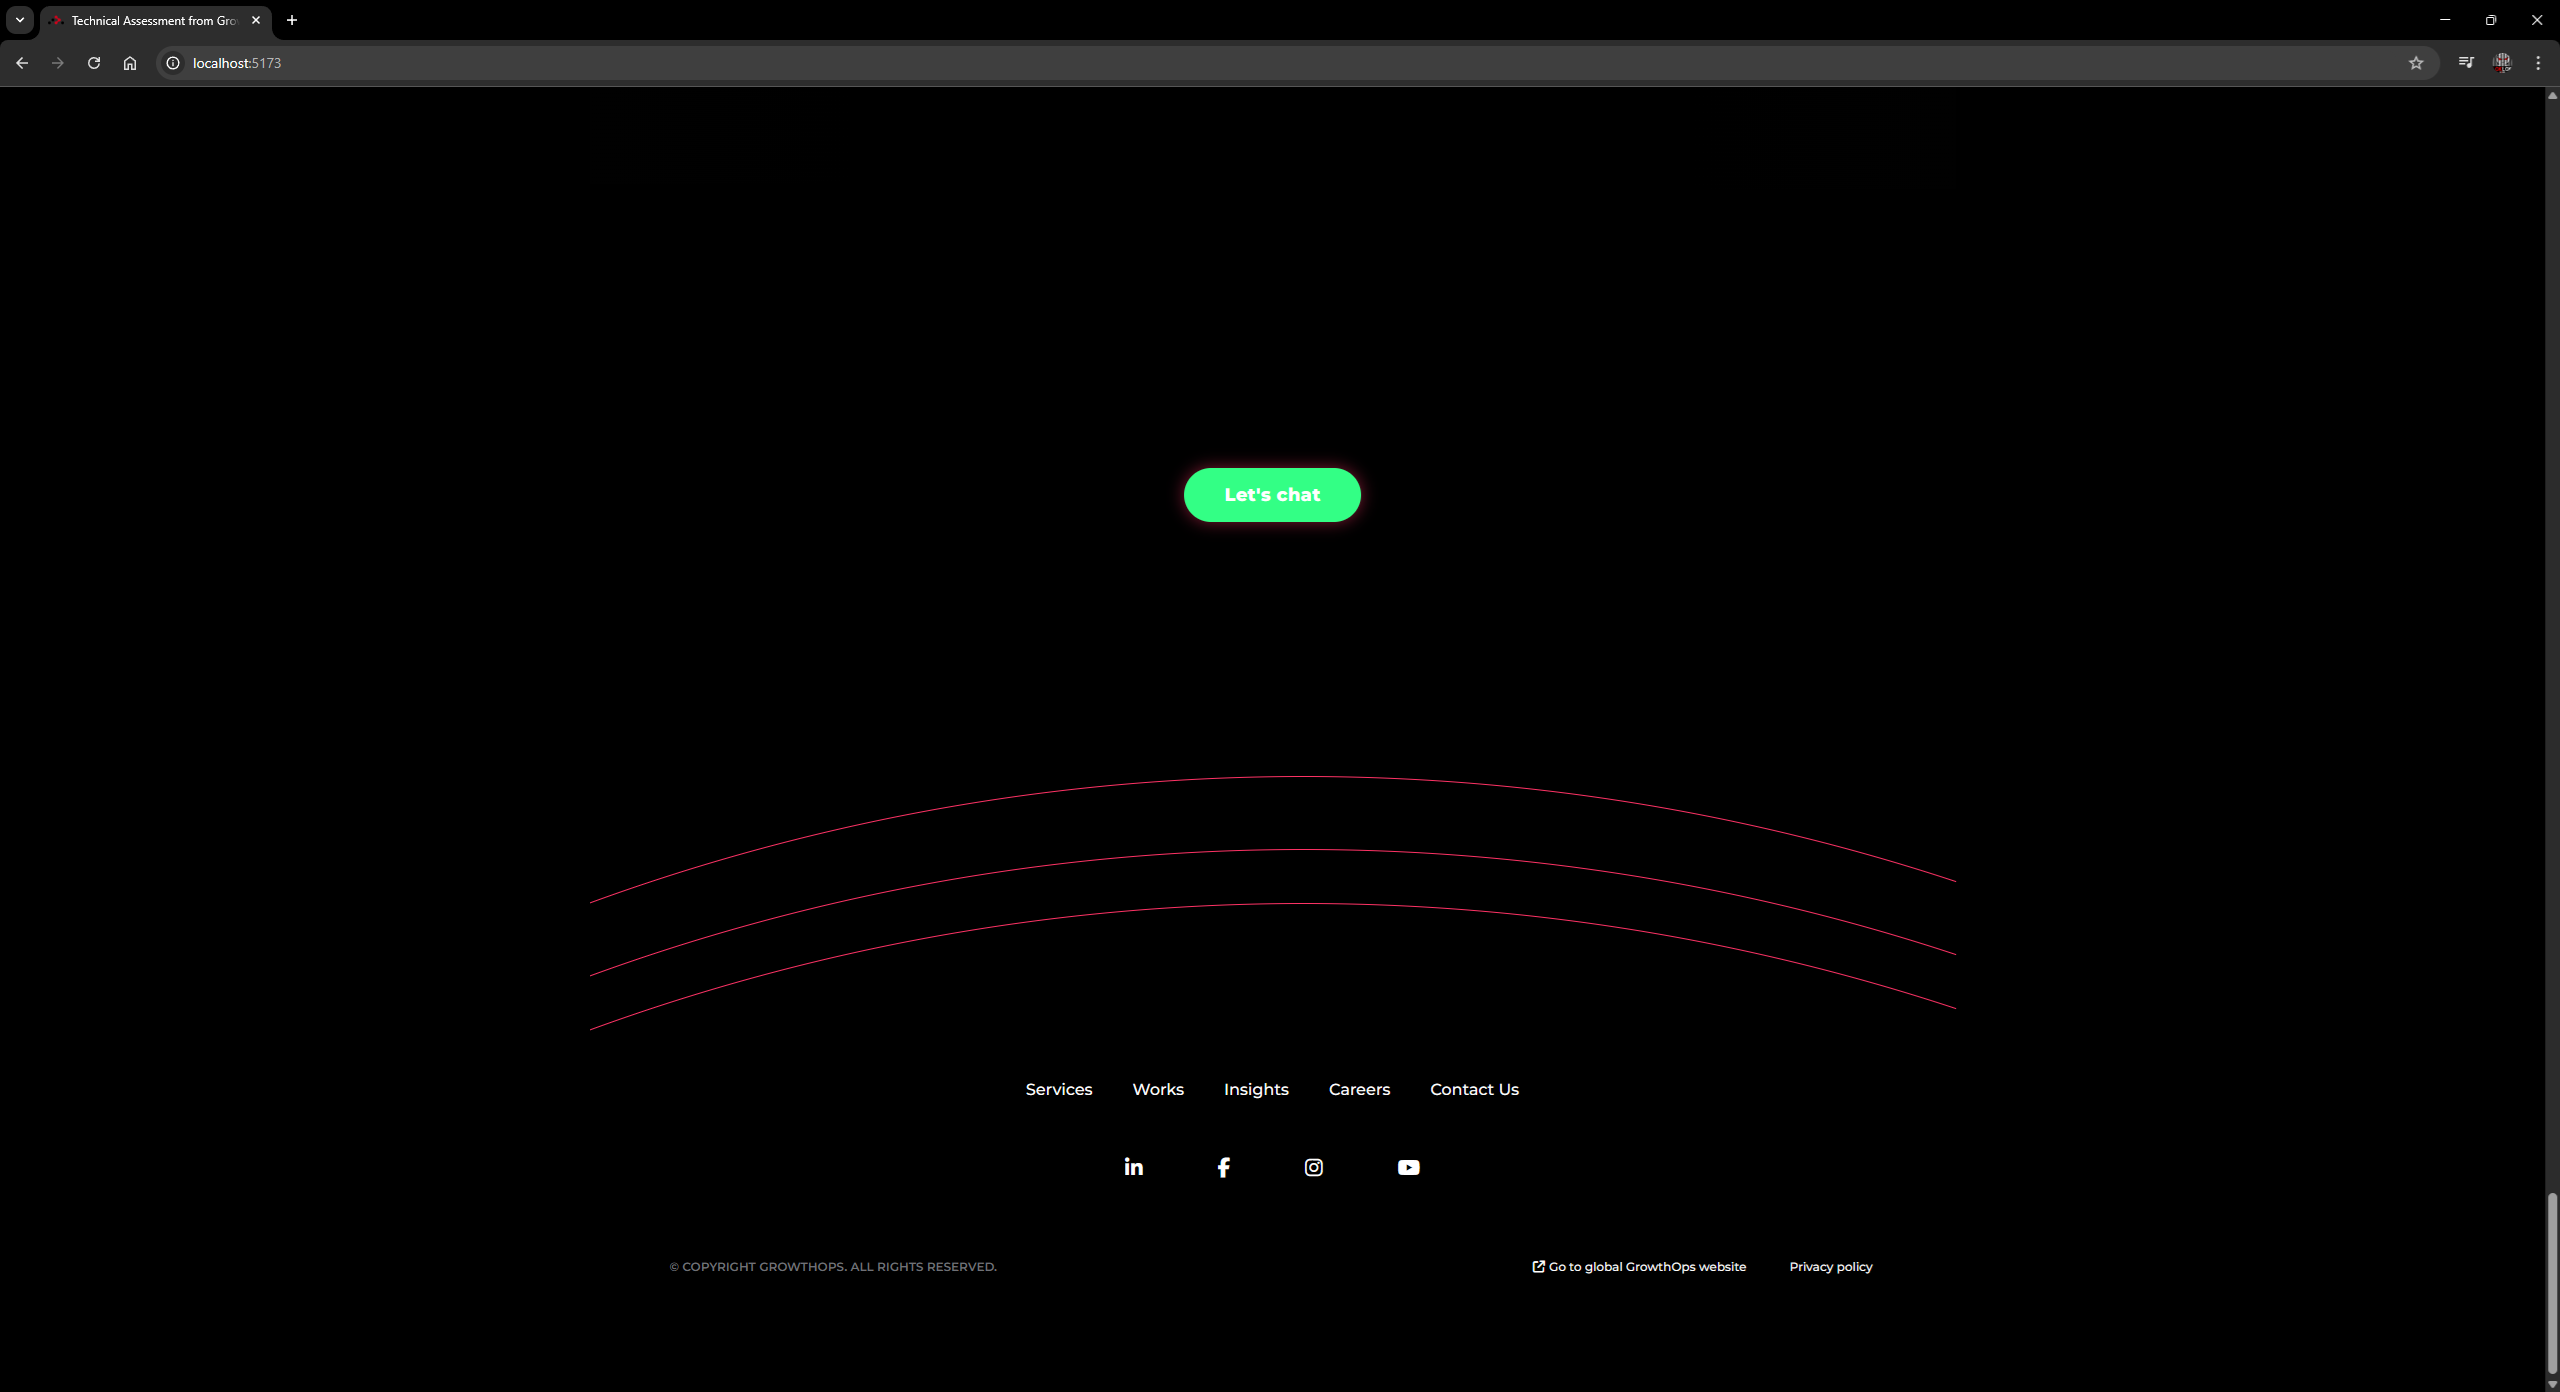 Technical Assessment from Gro
localhost:5173
Let's chat
Services Works Insights Careers Contact Us
© COPYRIGHT GROWTHOPS. ALL RIGHTS RESERVED. Go to global GrowthOps website Privacy policy